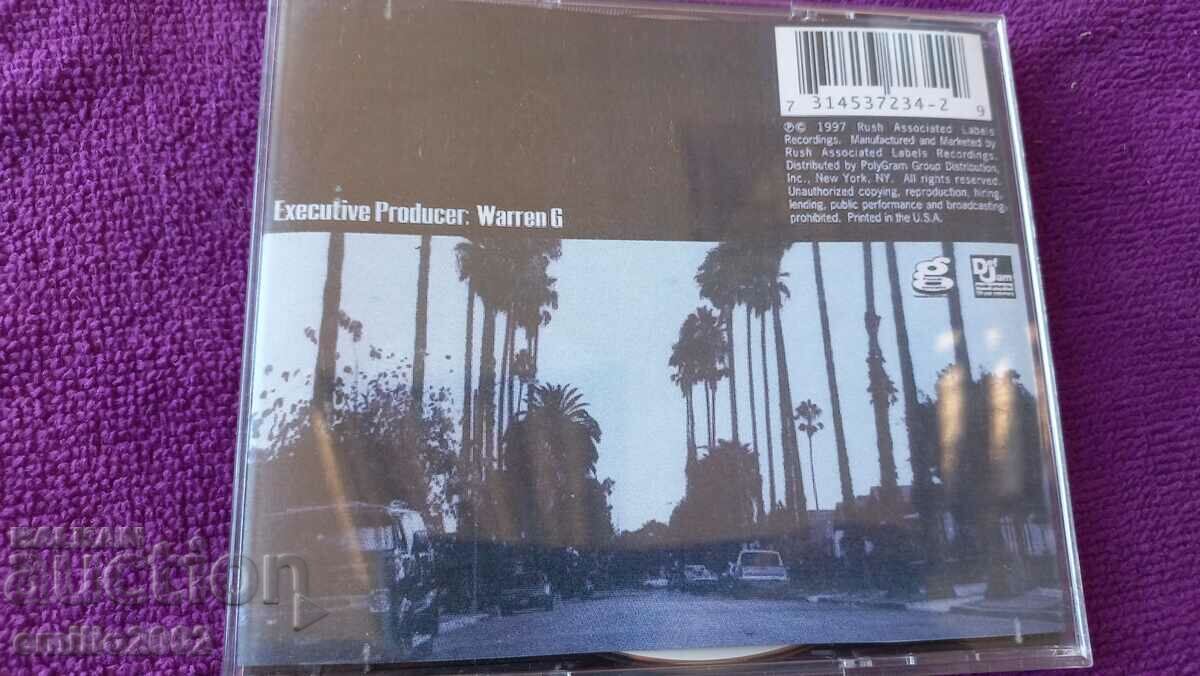 7 314537234-2 9
℗© 1997 Rush Associated Labels
Recordings. Manufactured and Marketed by
Rush Associated Labels Recordings.
Distributed by PolyGram Group Distribution,
Inc., New York, NY. All rights reserved.
Unauthorized copying, reproduction, hiring,
lending, public performance and broadcasting
prohibited. Printed in the U.S.A.
Executive Producer: Warren G
g
Def Jam
BALKAN
auction
emilio2002